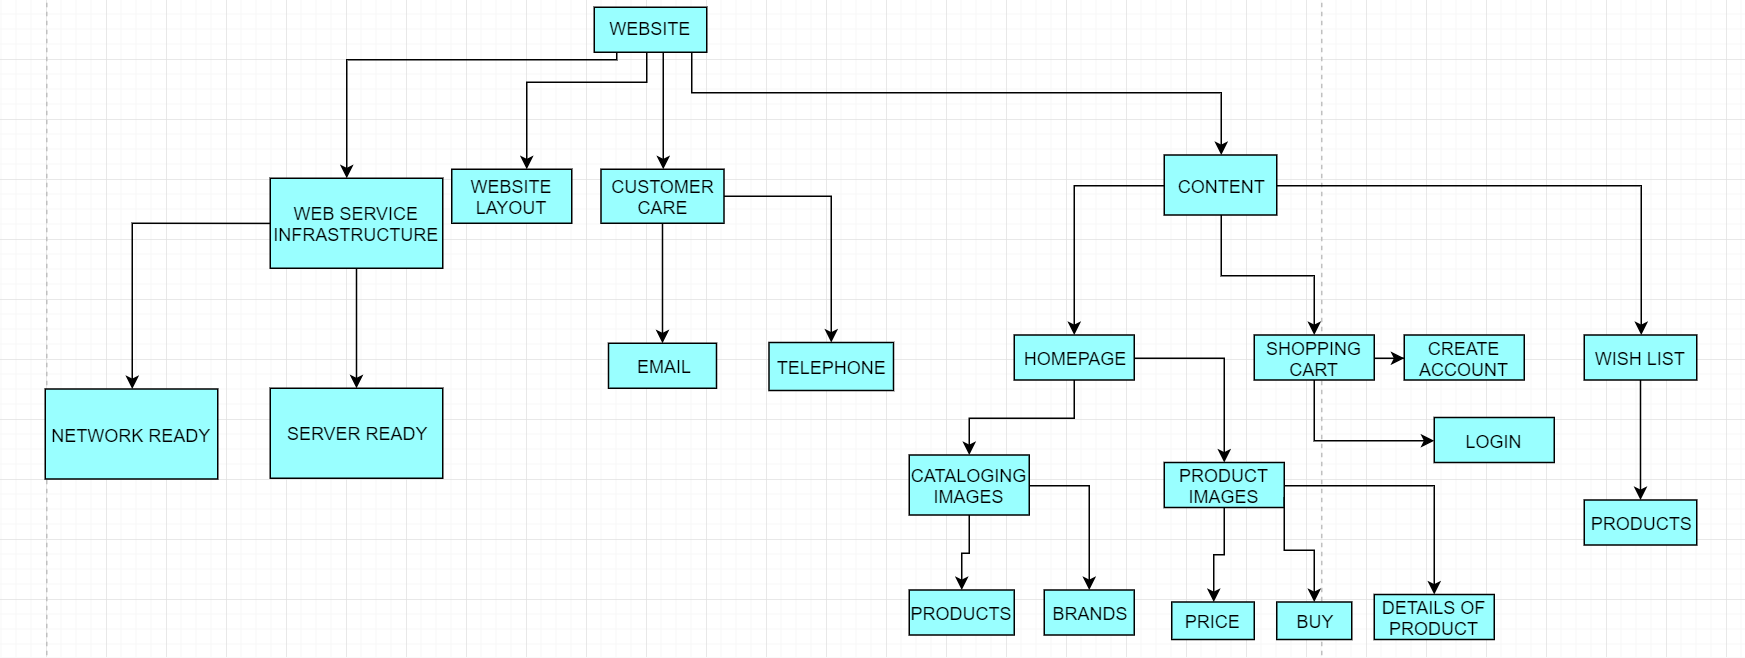 WEBSITE
WEB SERVICE
INFRASTRUCTURE
WEBSITE
LAYOUT
CUSTOMER
CARE
CONTENT
NETWORK READY
SERVER READY
EMAIL
TELEPHONE
HOMEPAGE
SHOPPING
CART
CREATE
ACCOUNT
WISH LIST
LOGIN
CATALOGING
IMAGES
PRODUCT
IMAGES
PRODUCTS
PRODUCTS
BRANDS
PRICE
BUY
DETAILS OF
PRODUCT